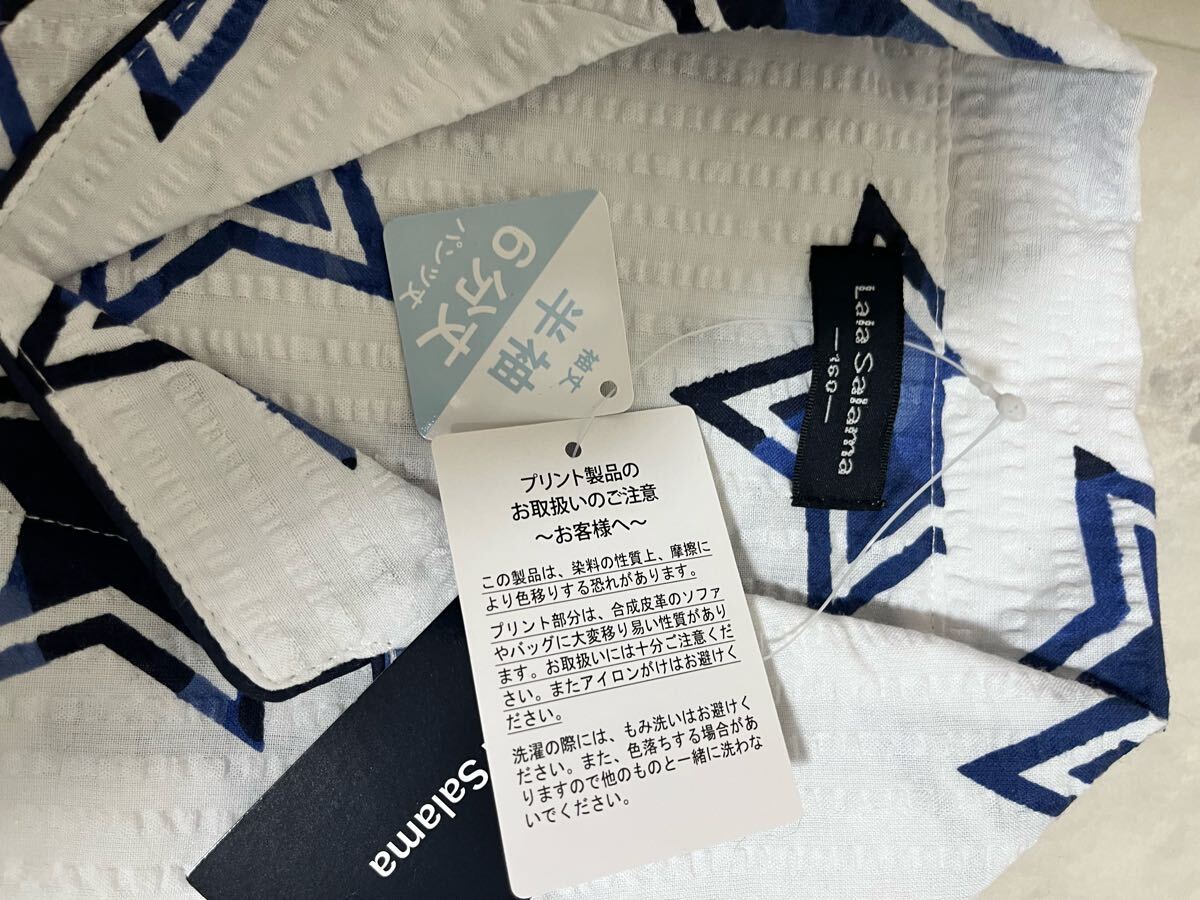 パンツ丈
6分丈
袖丈
半袖
Lala Salama
—160—
プリント製品の
お取扱いのご注意
～お客様へ～
この製品は、染料の性質上、摩擦に
より色移りする恐れがあります。
プリント部分は、合成皮革のソファ
やバッグに大変移り易い性質があり
ます。お取扱いには十分ご注意くだ
さい。またアイロンがけはお避けく
ださい。
洗濯の際には、もみ洗いはお避けく
ださい。また、色落ちする場合があ
りますので他のものと一緒に洗わな
いでください。
Salama